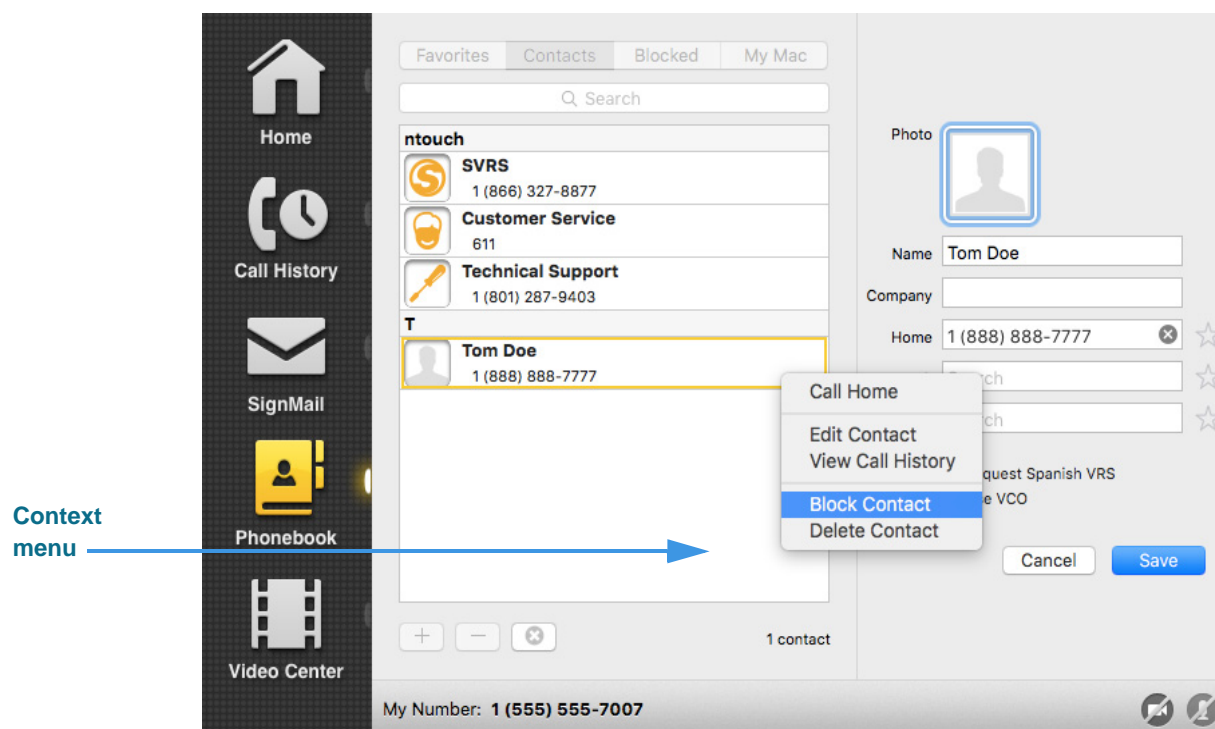 Favorites Contacts Blocked My Mac
Search
Home
ntouch
SVRS
1 (866) 327-8877
Customer Service
611
Technical Support
1 (801) 287-9403
T
Tom Doe
1 (888) 888-7777
Call History
SignMail
Phonebook
Video Center
Context
menu
Photo
Name Tom Doe
Company
Home 1 (888) 888-7777
Call Home
Edit Contact
View Call History
Block Contact
Delete Contact
Spanish VRS
VCO
Cancel Save
1 contact
My Number: 1 (555) 555-7007